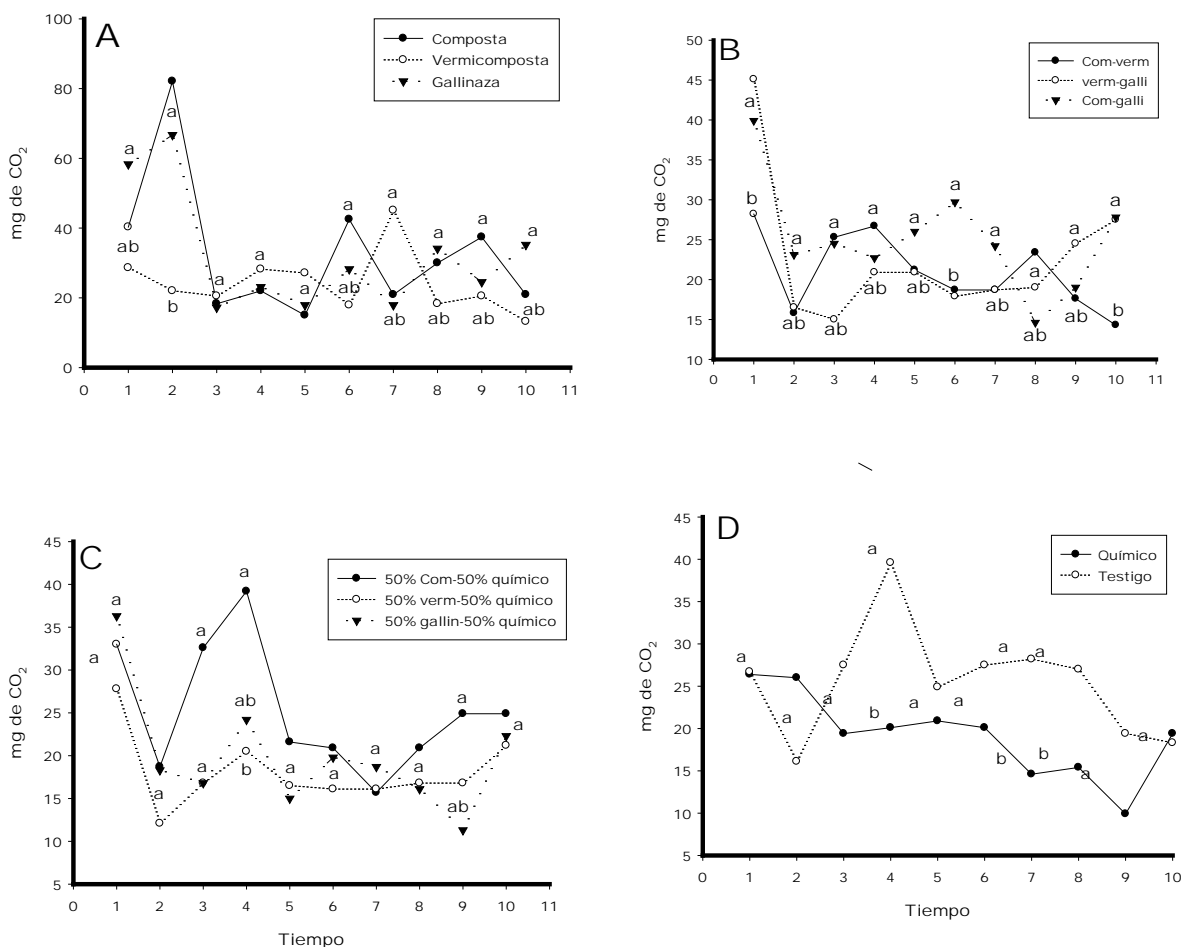 A
Composta
Vermicomposta
Gallinaza
100
80
60
40
20
0
mg de CO2
a
a
ab
b
a
a
a
a
ab
a
ab
a
ab
a
ab
a
ab
0 1 2 3 4 5 6 7 8 9 10 11
B
Com-verm
verm-galli
Com-galli
50
45
40
35
30
25
20
15
10
mg de CO2
a
b
a
ab
a
ab
a
ab
a
ab
a
b
a
ab
a
ab
a
ab
a
b
0 1 2 3 4 5 6 7 8 9 10 11
C
50% Com-50% químico
50% verm-50% químico
50% gallin-50% químico
45
40
35
30
25
20
15
10
5
mg de CO2
a
a
a
a
a
a
ab
b
a
a
a
a
ab
a
0 1 2 3 4 5 6 7 8 9 10 11
Tiempo
D
Químico
Testigo
45
40
35
30
25
20
15
10
5
mg de CO2
a
a
a
a
b
a
a
a
b
a
b
a
a
0 1 2 3 4 5 6 7 8 9 10
Tiempo